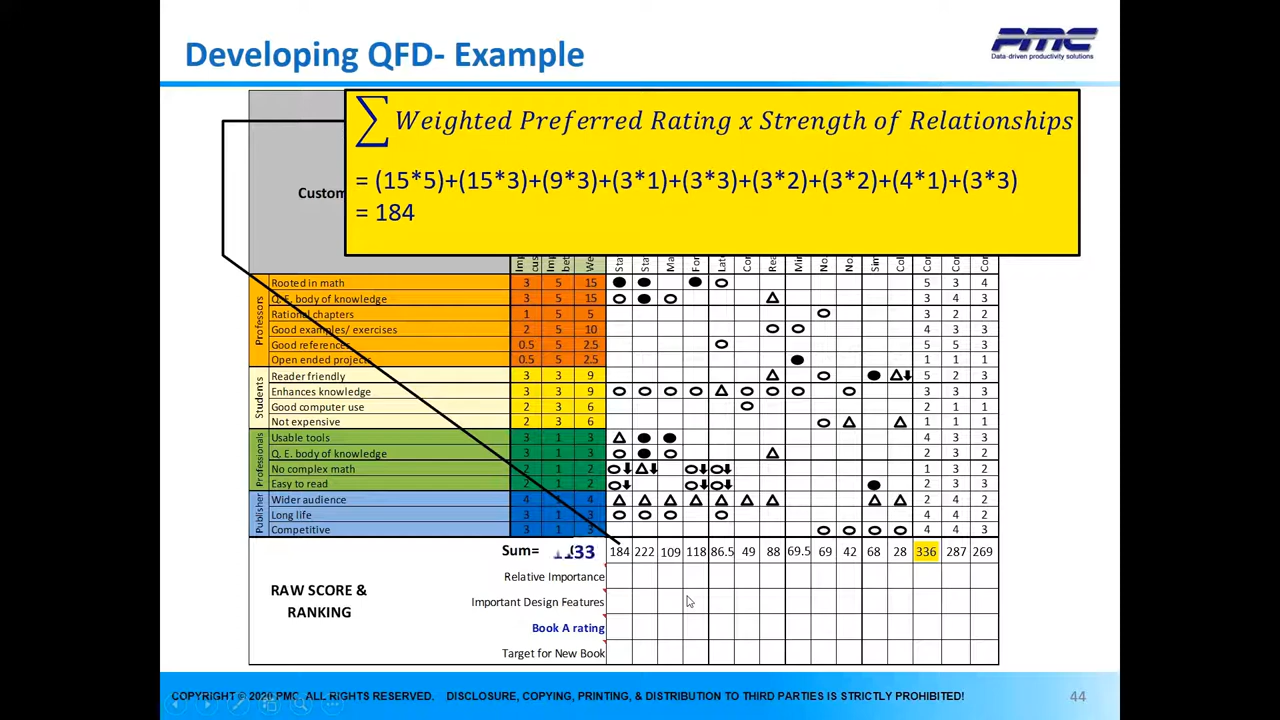 Developing QFD- Example
PMC
Data-driven productivity solutions
∑ Weighted Preferred Rating x Strength of Relationships
= (15*5)+(15*3)+(9*3)+(3*1)+(3*3)+(3*2)+(3*2)+(4*1)+(3*3)
= 184
Professors
Rooted in math 3 5 15 5 3 4
Q. E. body of knowledge 3 5 15 3 4 3
Rational chapters 1 5 5 3 2 2
Good examples/ exercises 2 5 10 4 3 3
Good references 0.5 5 2.5 5 5 3
Open ended projects 0.5 5 2.5 1 1 1
Students
Reader friendly 3 3 9 5 2 3
Enhances knowledge 3 3 9 3 3 3
Good computer use 2 3 6 2 1 1
Not expensive 2 3 6 1 1 1
Professionals
Usable tools 3 1 3 4 3 3
Q. E. body of knowledge 3 1 3 2 3 2
No complex math 2 1 2 1 3 2
Easy to read 2 1 2 2 3 3
Publisher
Wider audience 4 1 4 2 4 2
Long life 3 1 3 4 4 2
Competitive 3 1 3 4 4 3
Sum= 184 222 109 118 86.5 49 88 69.5 69 42 68 28 336 287 269
RAW SCORE &
RANKING
Relative Importance
Important Design Features
Book A rating
Target for New Book
COPYRIGHT © 2020 PMC. ALL RIGHTS RESERVED. DISCLOSURE, COPYING, PRINTING, & DISTRIBUTION TO THIRD PARTIES IS STRICTLY PROHIBITED!
44